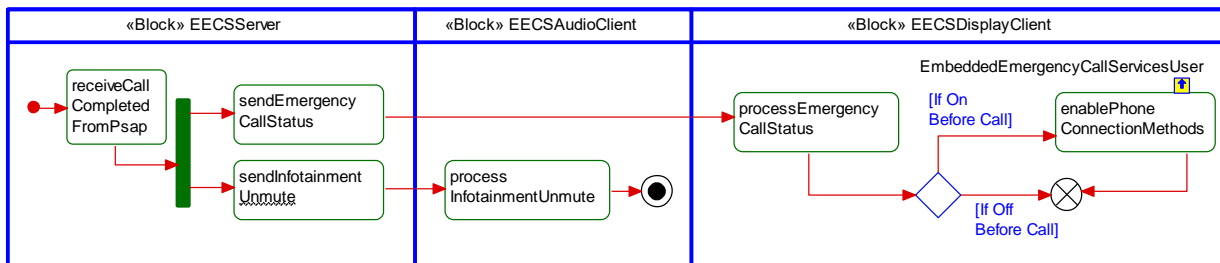 «Block» EECSServer
«Block» EECSAudioClient
«Block» EECSDisplayClient
receiveCall
Completed
FromPsap
sendEmergency
CallStatus
sendInfotainment
Unmute
process
InfotainmentUnmute
processEmergency
CallStatus
EmbeddedEmergencyCallServicesUser
[If On
Before Call]
enablePhone
ConnectionMethods
[If Off
Before Call]